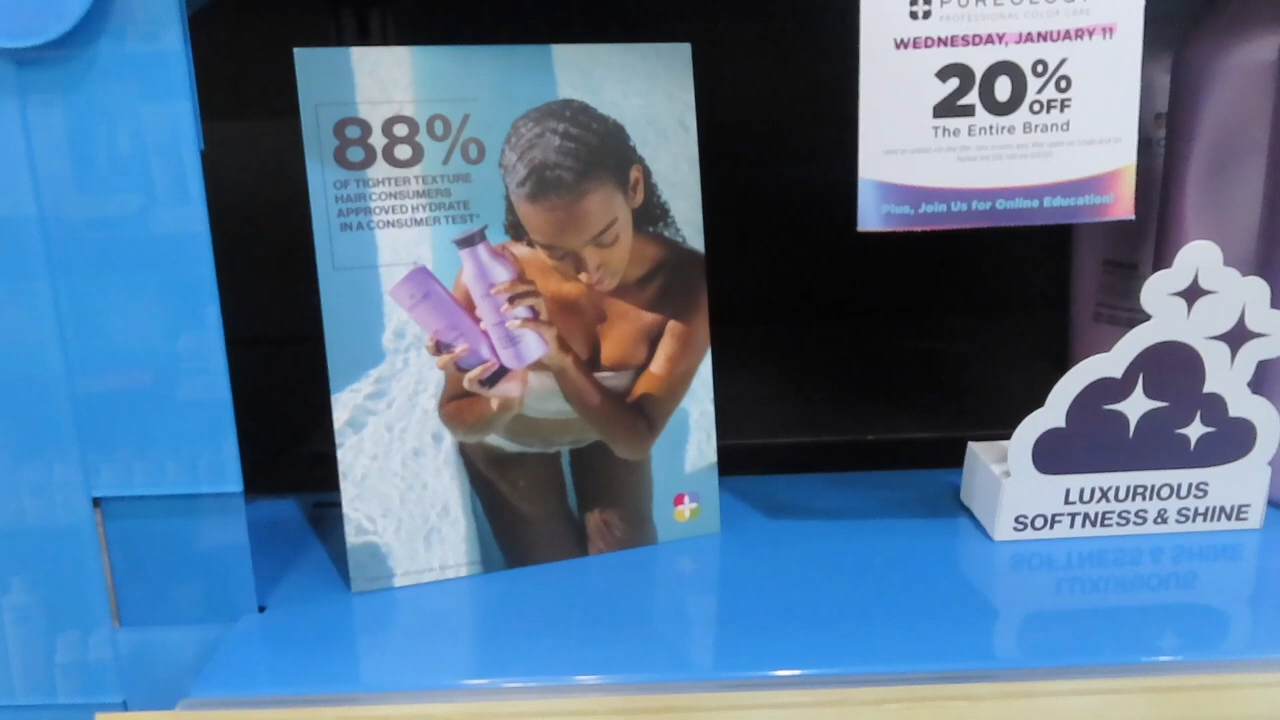 88%
OF TIGHTER TEXTURE
HAIR CONSUMERS
APPROVED HYDRATE
IN A CONSUMER TEST*
PUREOLOGY
PROFESSIONAL COLOR CARE
WEDNESDAY, JANUARY 11
20% OFF
The Entire Brand
Plus, Join Us for Online Education!
LUXURIOUS
SOFTNESS & SHINE